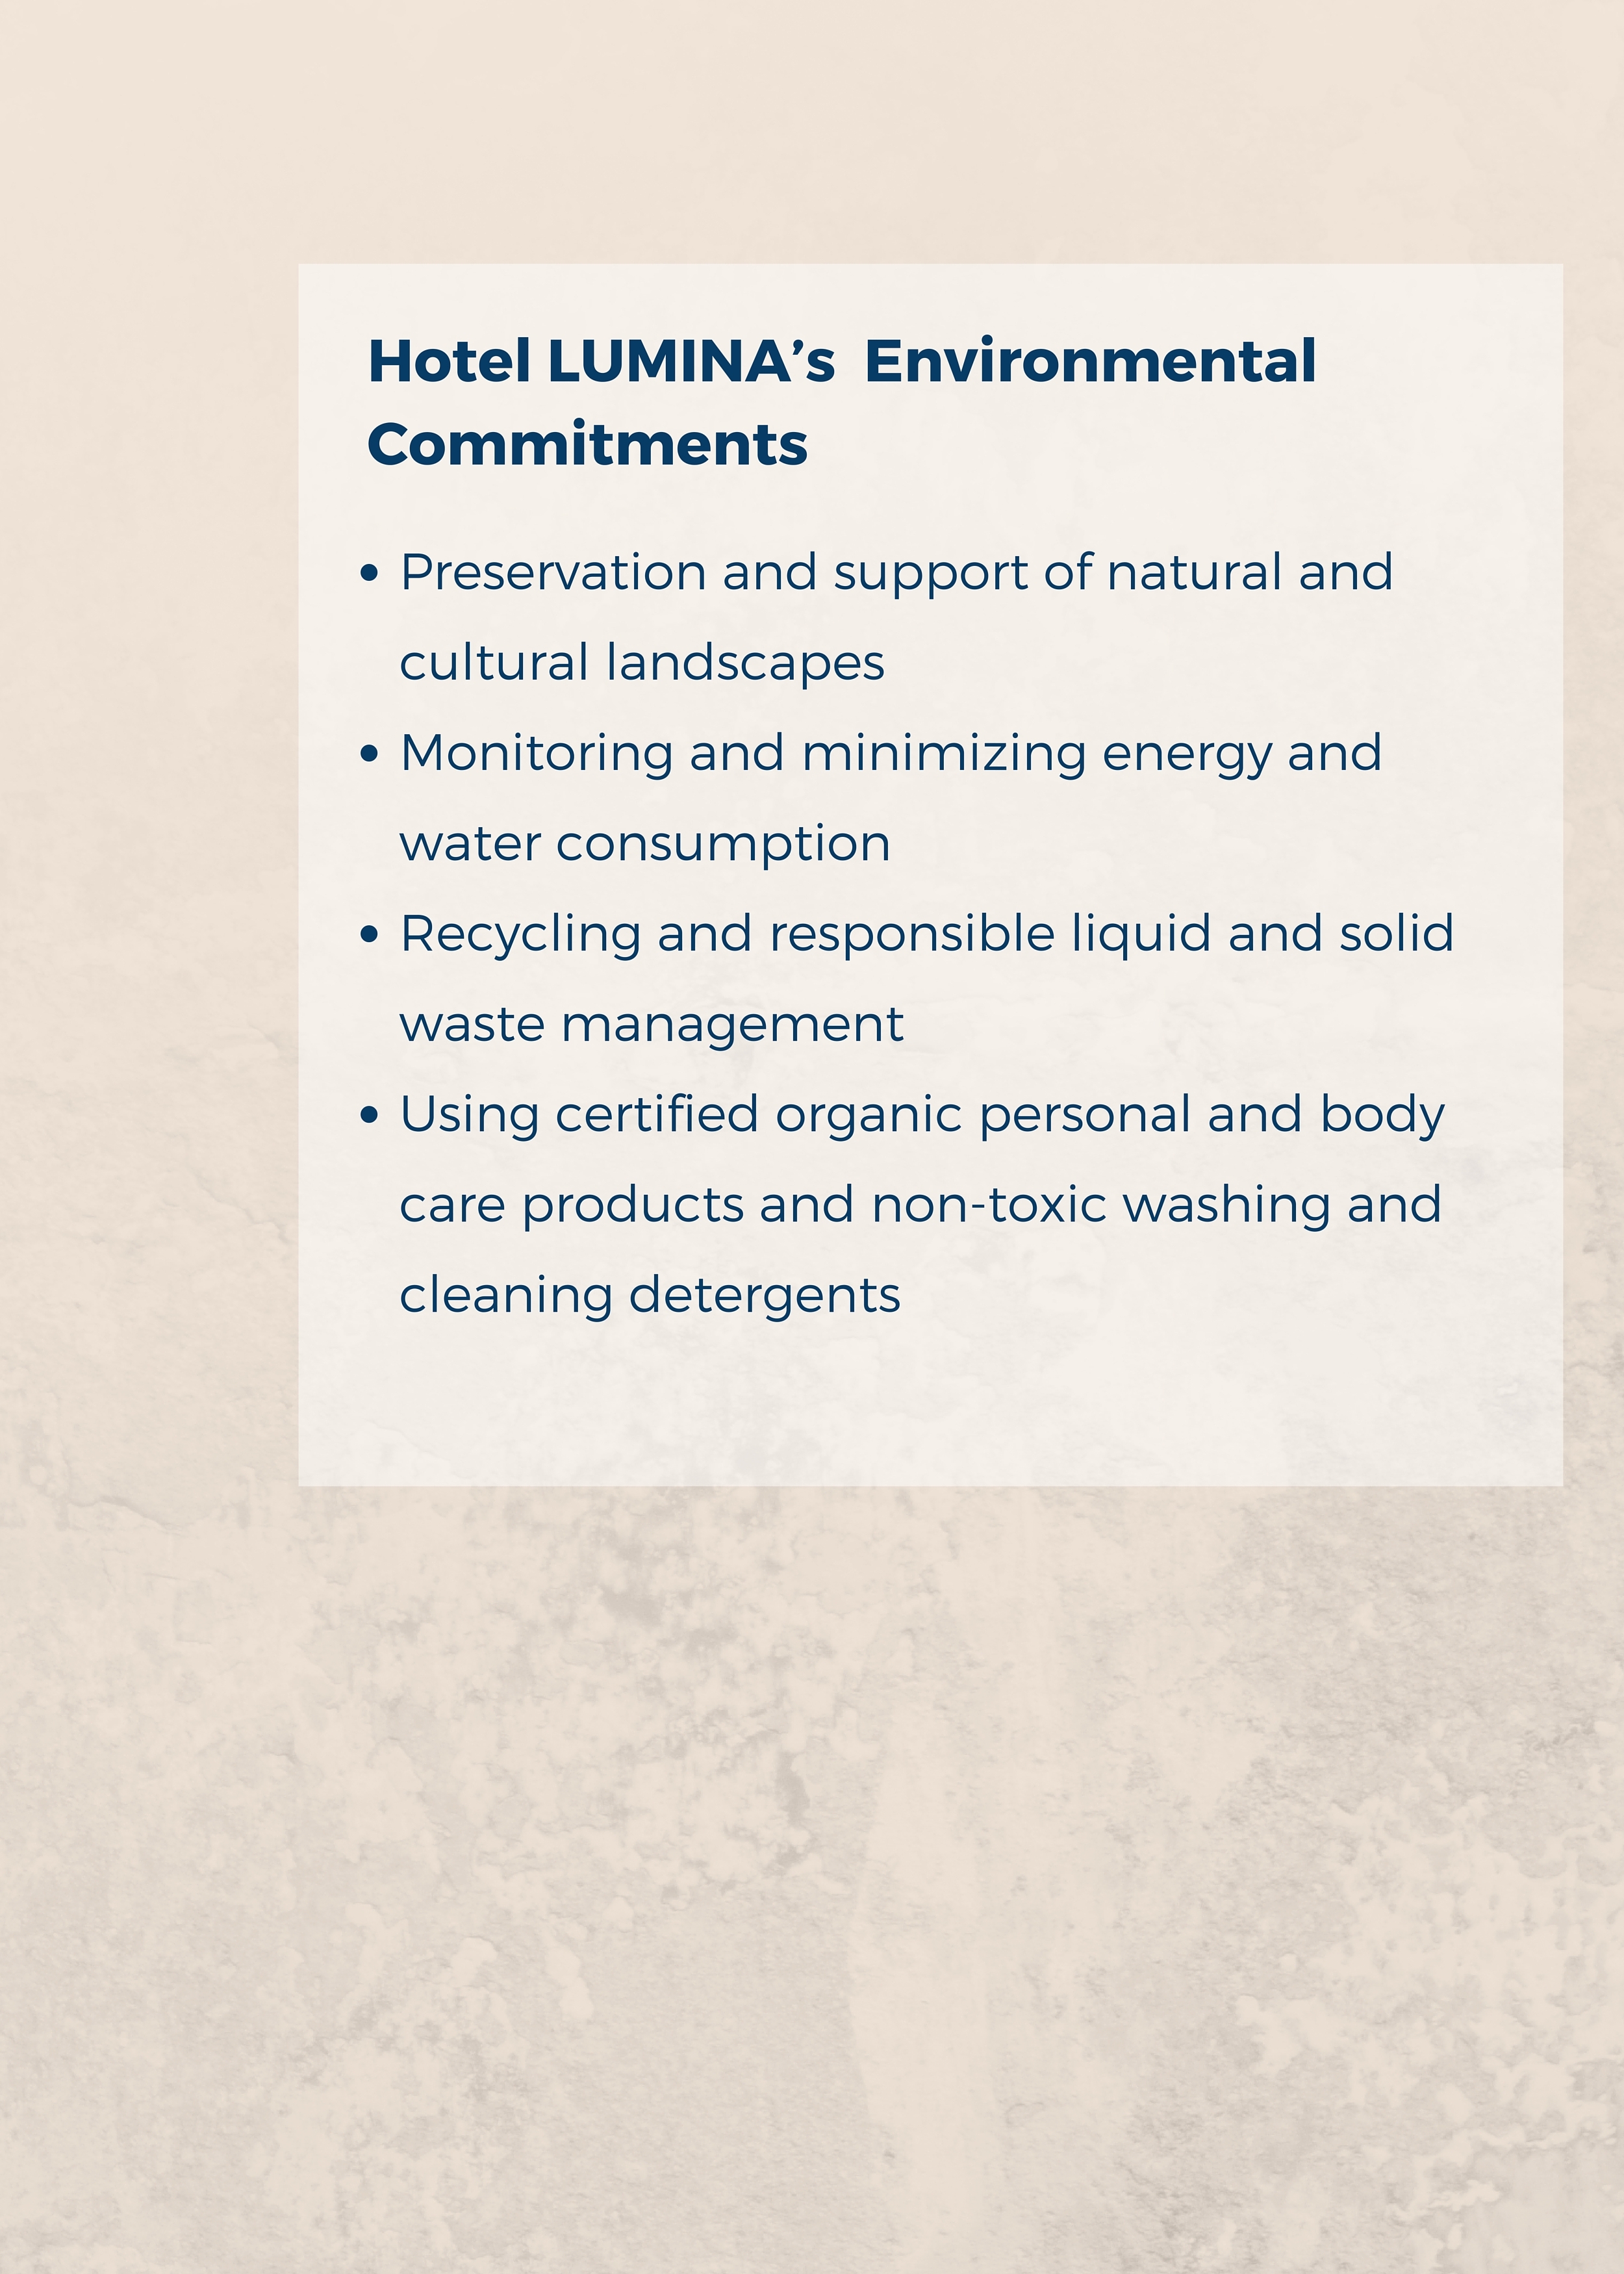 Hotel LUMINA’s  Environmental
Commitments
• Preservation and support of natural and
cultural landscapes
• Monitoring and minimizing energy and
water consumption
• Recycling and responsible liquid and solid
waste management
• Using certified organic personal and body
care products and non-toxic washing and
cleaning detergents